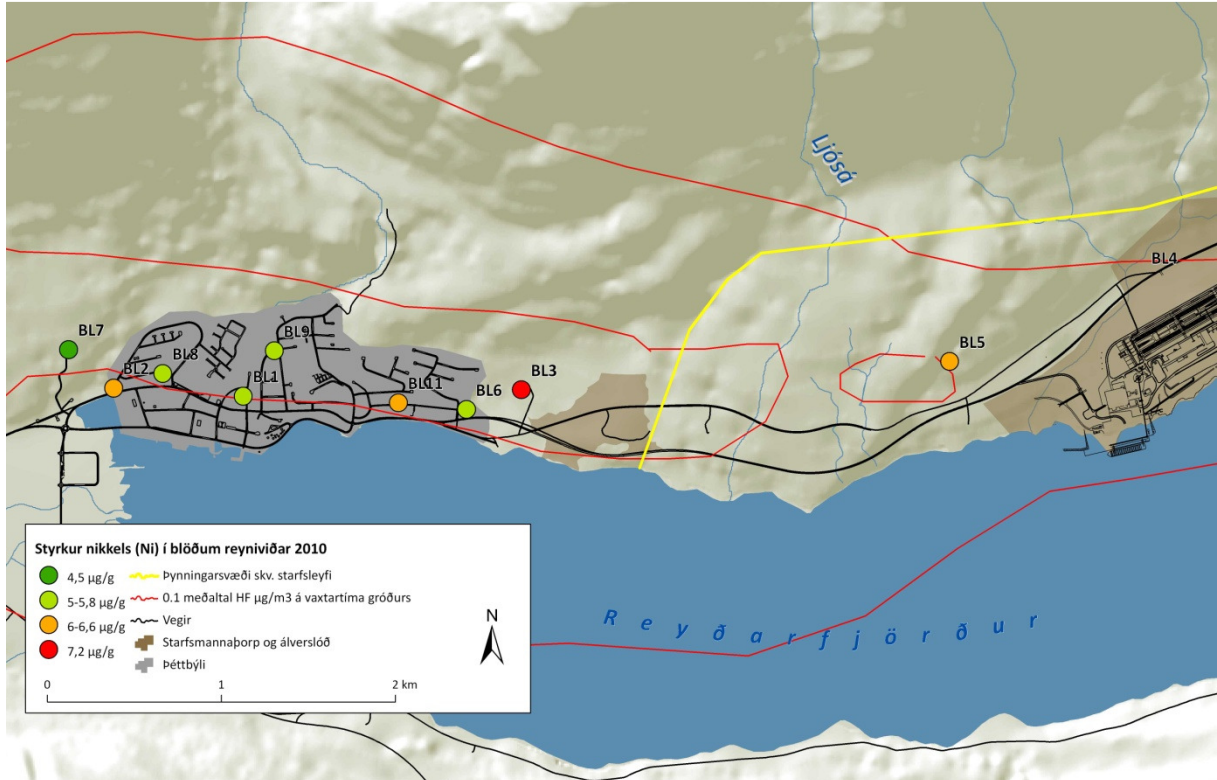 Ljósá
BL4
BL7
BL9
BL5
BL2
BL8
BL1
BL11
BL6
BL3
Styrkur nikkels (Ni) í blöðum reyniviðar 2010
4,5 µg/g
Þynningarsvæði skv. starfsleyfi
5-5,8 µg/g
0.1 meðaltal HF µg/m3 á vaxtartíma gróðurs
6-6,6 µg/g
Vegir
7,2 µg/g
Starfsmannaþorp og álverslóð
Þéttbýli
N
0 1 2 km
Reyðarfjörður